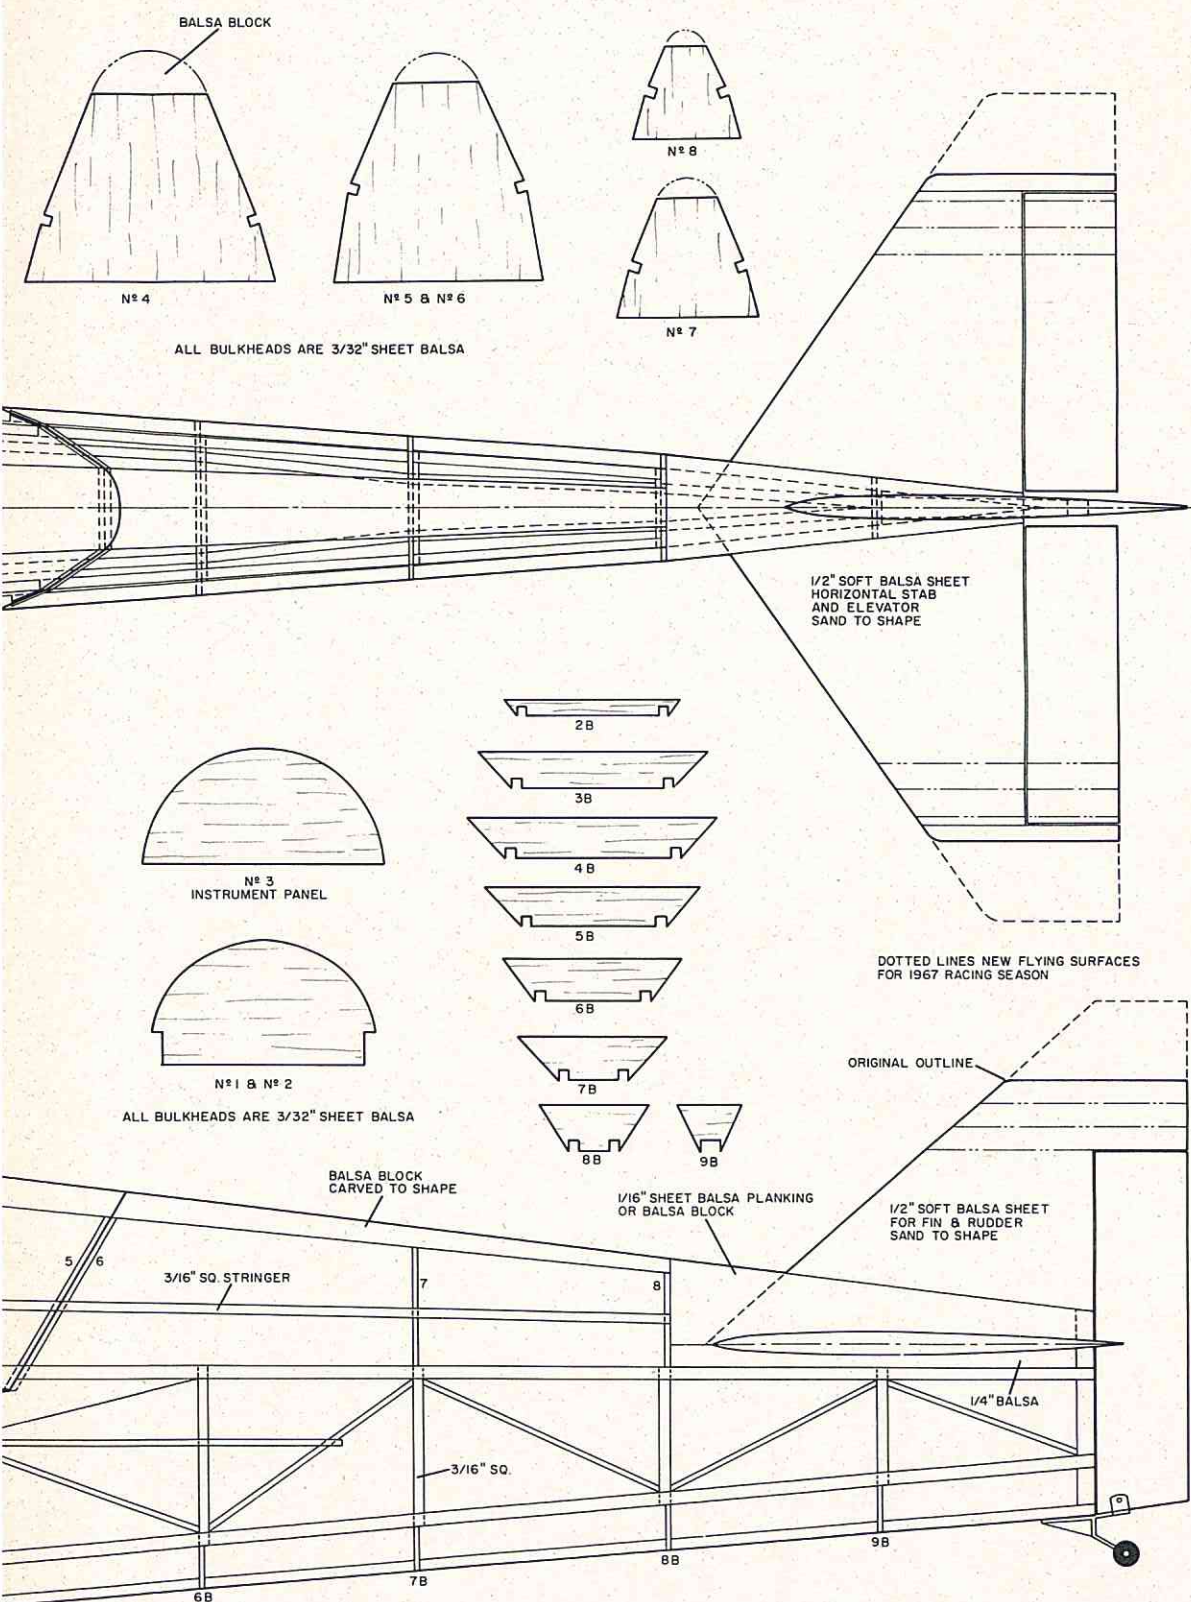 BALSA BLOCK
Nº 4
Nº 5 & Nº 6
Nº 8
Nº 7
ALL BULKHEADS ARE 3/32" SHEET BALSA
1/2" SOFT BALSA SHEET
HORIZONTAL STAB
AND ELEVATOR
SAND TO SHAPE
2B
3B
4B
5B
6B
7B
8B
9B
Nº 3
INSTRUMENT PANEL
Nº 1 & Nº 2
ALL BULKHEADS ARE 3/32" SHEET BALSA
DOTTED LINES NEW FLYING SURFACES
FOR 1967 RACING SEASON
ORIGINAL OUTLINE
BALSA BLOCK
CARVED TO SHAPE
1/16" SHEET BALSA PLANKING
OR BALSA BLOCK
1/2" SOFT BALSA SHEET
FOR FIN & RUDDER
SAND TO SHAPE
5
6
3/16" SQ. STRINGER
7
8
1/4" BALSA
3/16" SQ.
6B
7B
8B
9B